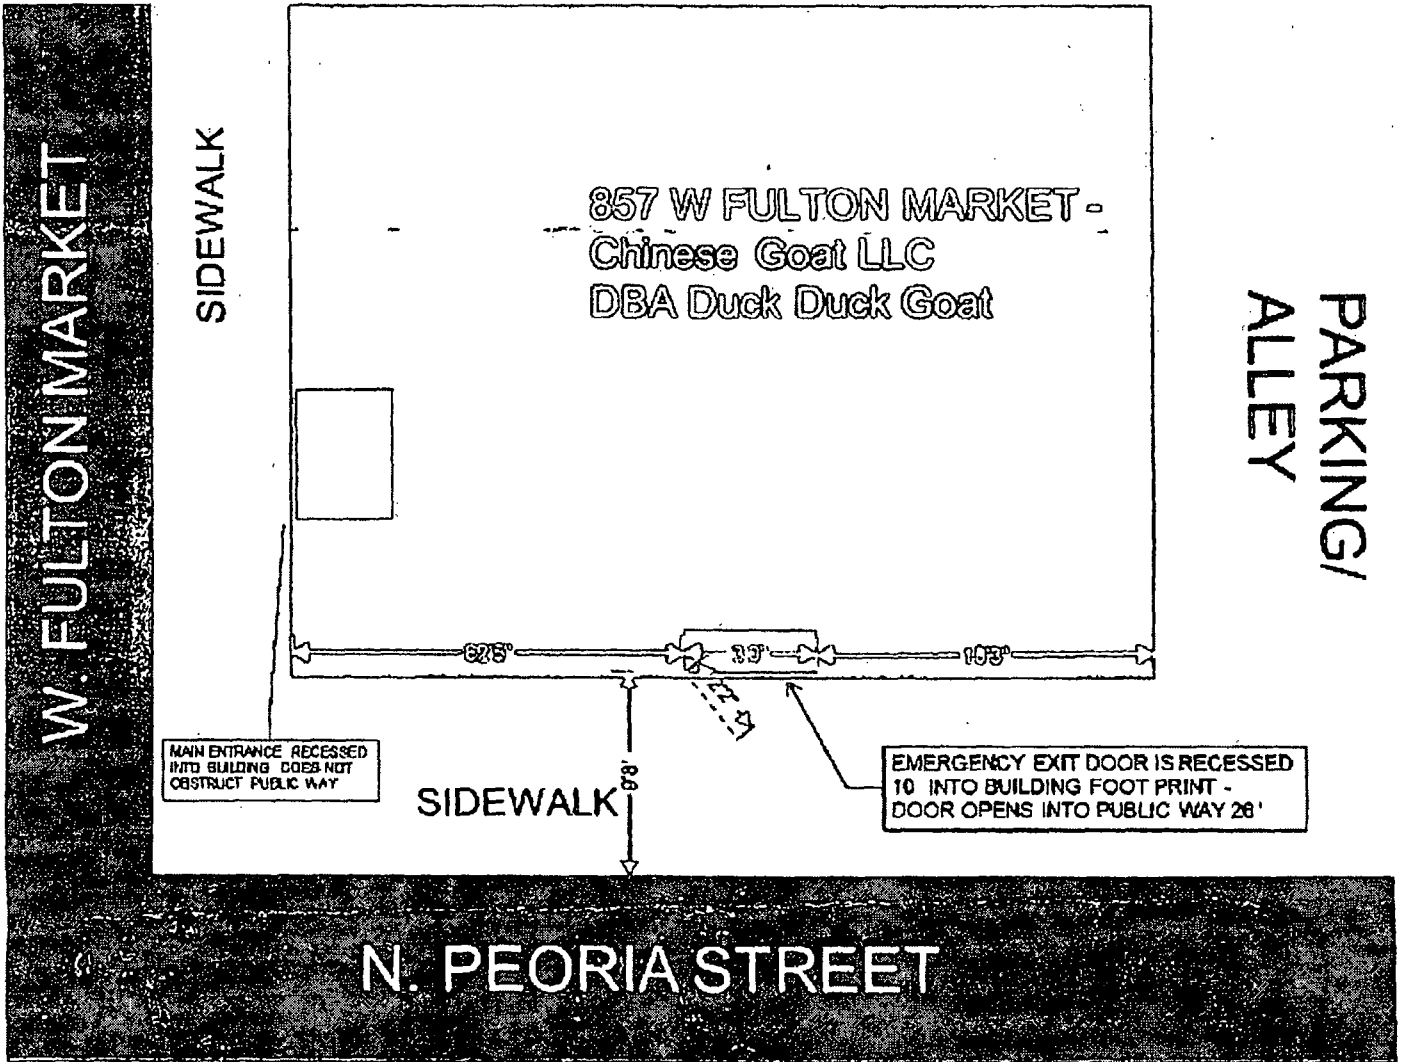 857 W FULTON MARKET -
Chinese Goat LLC
DBA Duck Duck Goat
W. FULTON MARKET
SIDEWALK
PARKING/
ALLEY
MAIN ENTRANCE RECESSED
INTO BUILDING DOES NOT
OBSTRUCT PUBLIC WAY
SIDEWALK
EMERGENCY EXIT DOOR IS RECESSED
10 INTO BUILDING FOOT PRINT -
DOOR OPENS INTO PUBLIC WAY 26'
N. PEORIA STREET